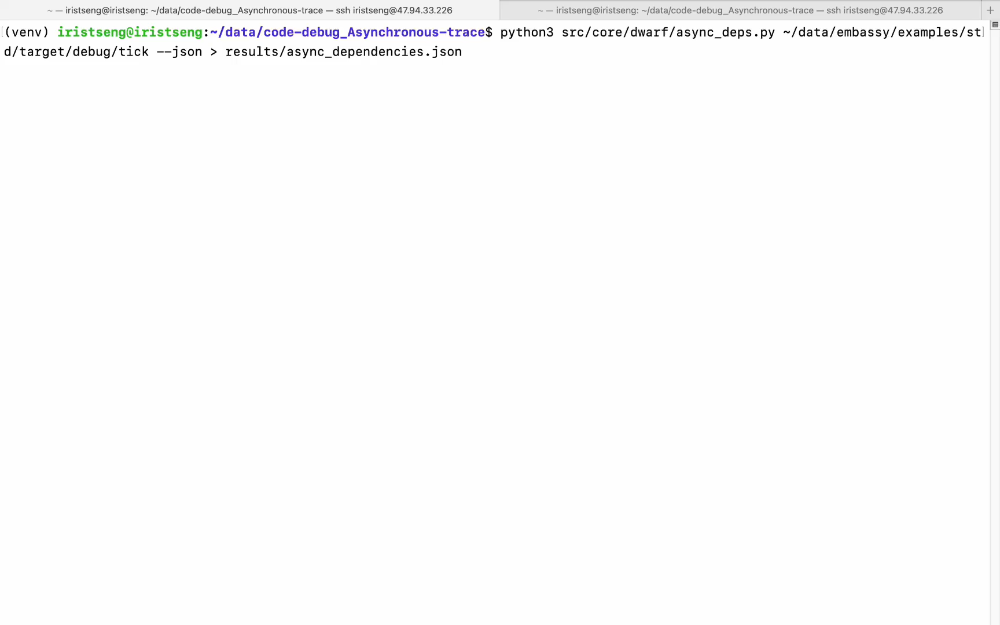 ~ — iristseng@iristseng: ~/data/code-debug_Asynchronous-trace — ssh iristseng@47.94.33.226
~ — iristseng@iristseng: ~/data/code-debug_Asynchronous-trace — ssh iristseng@47.94.33.226
(venv) iristseng@iristseng:~/data/code-debug_Asynchronous-trace$ python3 src/core/dwarf/async_deps.py ~/data/embassy/examples/st
d/target/debug/tick --json > results/async_dependencies.json